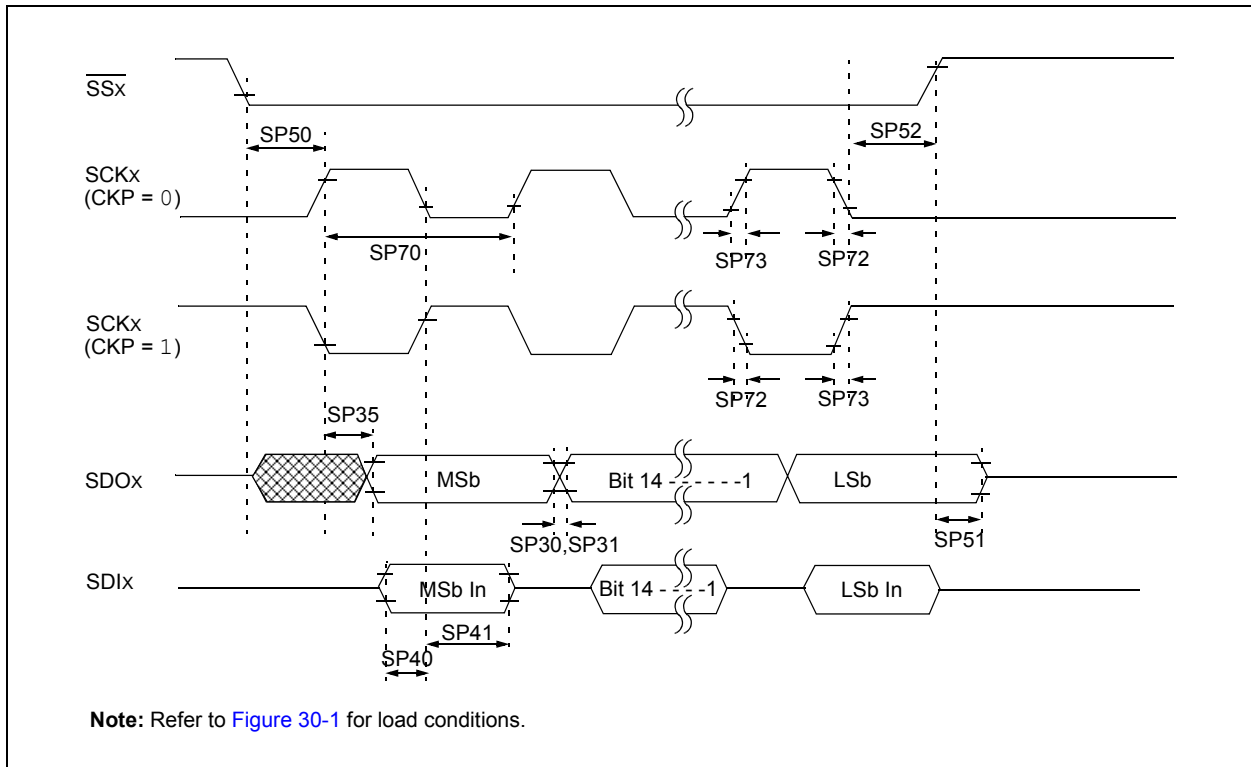 SSx
SP50
SP52
SCKx
(CKP = 0)
SP70
SP73
SP72
SCKx
(CKP = 1)
SP72
SP73
SP35
SDOx
MSb
Bit 14 - - - - - -1
LSb
SP30,SP31
SP51
SDIx
MSb In
Bit 14 - - - -1
LSb In
SP41
SP40
Note: Refer to Figure 30-1 for load conditions.